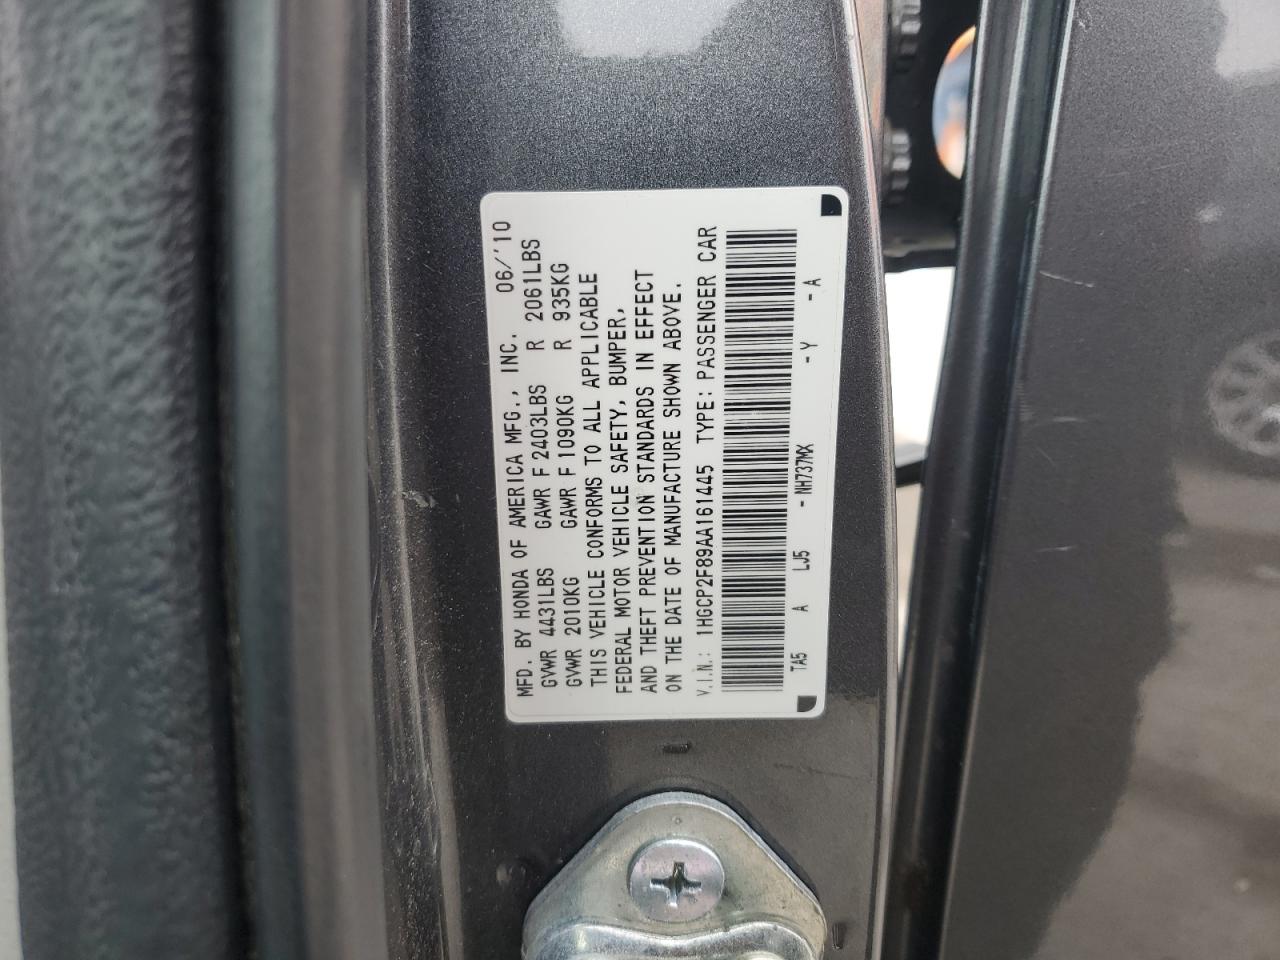 MFD. BY HONDA OF AMERICA MFG., INC. 06/'10
GVWR 4431LBS GAWR F 2403LBS R 2061LBS
GVWR 2010KG GAWR F 1090KG R 935KG
THIS VEHICLE CONFORMS TO ALL APPLICABLE
FEDERAL MOTOR VEHICLE SAFETY, BUMPER,
AND THEFT PREVENTION STANDARDS IN EFFECT
ON THE DATE OF MANUFACTURE SHOWN ABOVE.
V.I.N.: 1HGCP2F89AA161445 TYPE: PASSENGER CAR
TA5 A LJ5 - NH737MX - Y - A